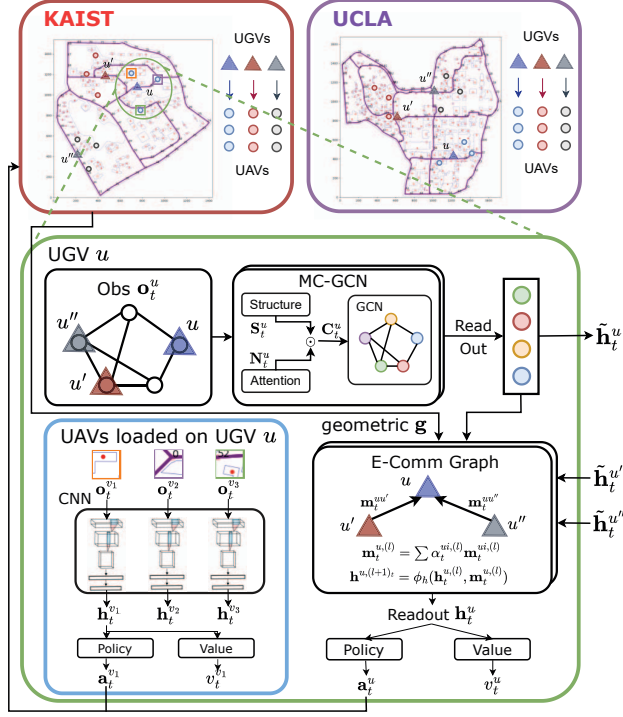 KAIST
UCLA
UGVs
UAVs
u'
u
u''
UGVs
UAVs
u''
u'
u
UGV u
Obs o_t^u
u''
u
u'
MC-GCN
Structure
S_t^u
C_t^u
⊙
N_t^u
Attention
GCN
Read
Out
h̃_t^u
geometric g
UAVs loaded on UGV u
0
52
o_t^{v_1}
o_t^{v_2}
o_t^{v_3}
CNN
h_t^{v_1}
h_t^{v_2}
h_t^{v_3}
Policy
Value
a_t^{v_1}
v_t^{v_1}
E-Comm Graph
u
m_t^{uu'}
m_t^{uu''}
u'
u''
m_t^{u,(l)} = ∑ α_t^{ui,(l)} m_t^{ui,(l)}
h^{u,(l+1)_t} = ϕ_h(h_t^{u,(l)}, m_t^{u,(l)})
h̃_t^{u'}
h̃_t^{u''}
Readout h_t^u
Policy
Value
a_t^u
v_t^u